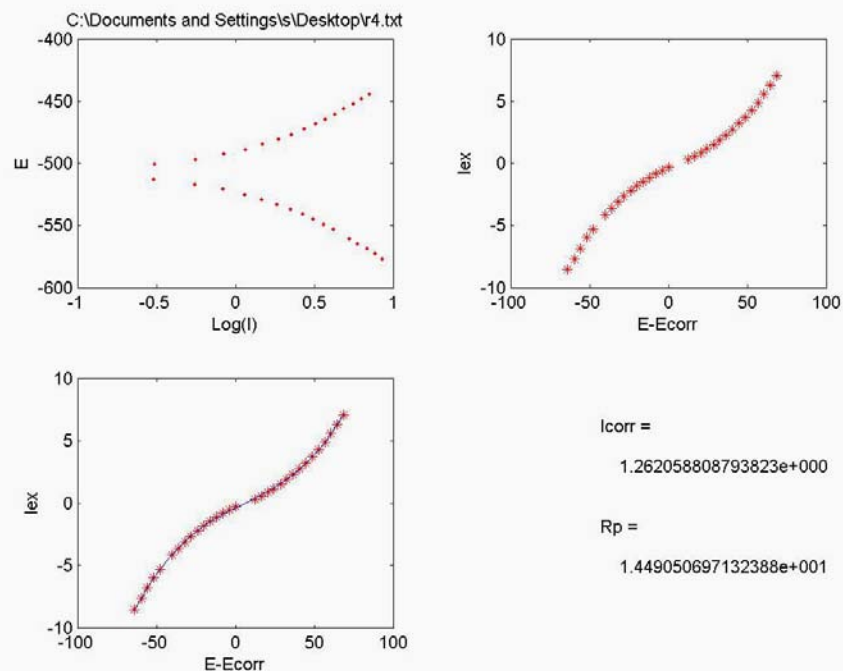 C:\Documents and Settings\s\Desktop\r4.txt
-400
-450
-500
-550
-600
E
-1
-0.5
0
0.5
1
Log(I)
10
5
0
-5
-10
Iex
-100
-50
0
50
100
E-Ecorr
10
5
0
-5
-10
Iex
-100
-50
0
50
100
E-Ecorr
Icorr =
1.262058808793823e+000
Rp =
1.449050697132388e+001